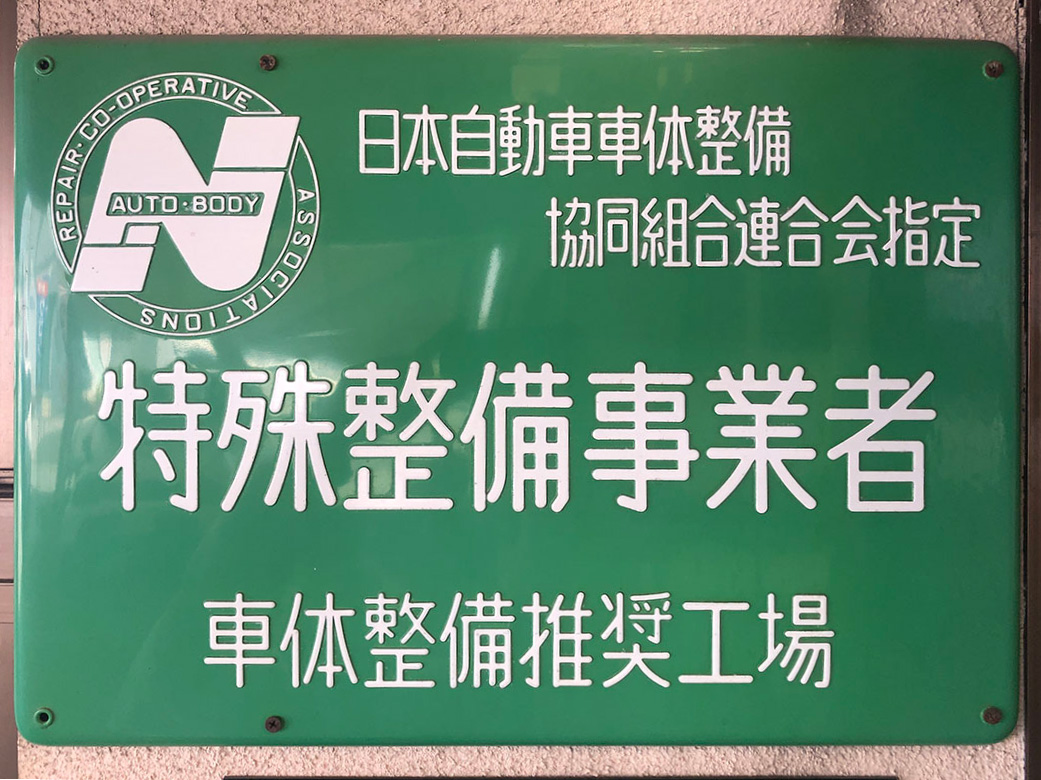 REPAIR・CO-OPERATIVE
ASSOCIATIONS
AUTO・BODY
日本自動車車体整備
協同組合連合会指定
特殊整備事業者
車体整備推奨工場